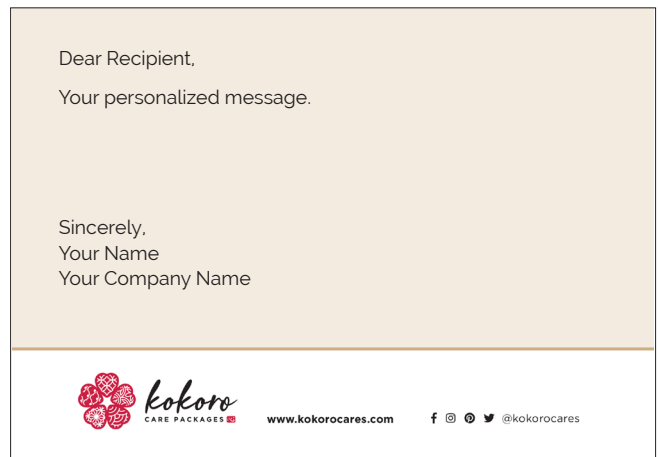 Dear Recipient,
Your personalized message.
Sincerely,
Your Name
Your Company Name
kokoro
CARE PACKAGES
www.kokorocares.com
@kokorocares